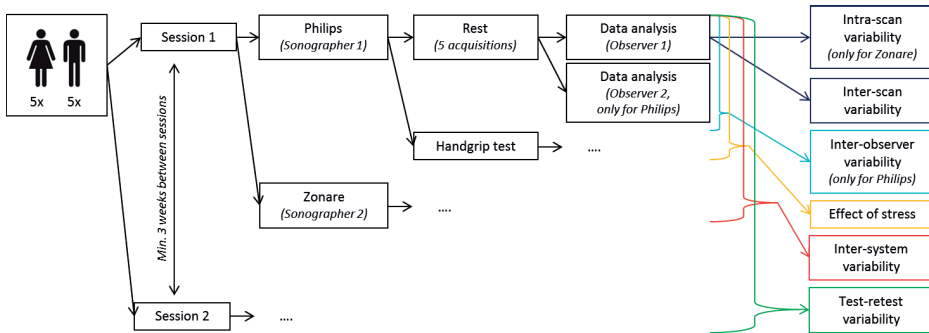 5x 5x
Session 1
Min. 3 weeks between sessions
Session 2
....
Philips
(Sonographer 1)
Zonare
(Sonographer 2)
....
Rest
(5 acquisitions)
Handgrip test
....
Data analysis
(Observer 1)
Data analysis
(Observer 2,
only for Philips)
Intra-scan
variability
(only for Zonare)
Inter-scan
variability
Inter-observer
variability
(only for Philips)
Effect of stress
Inter-system
variability
Test-retest
variability